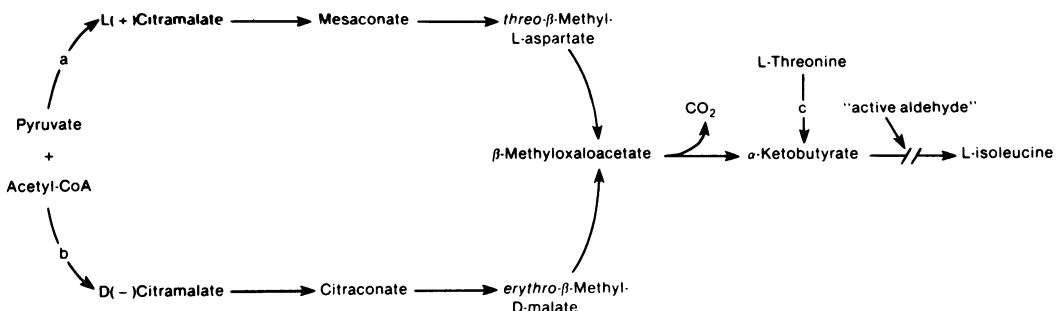 L(+)Citramalate
Mesaconate
threo-β-Methyl-
L-aspartate
a
L-Threonine
Pyruvate
CO2
c
"active aldehyde"
+
β-Methyloxaloacetate
α-Ketobutyrate
L-isoleucine
Acetyl-CoA
b
D(−)Citramalate
Citraconate
erythro-β-Methyl-
D-malate